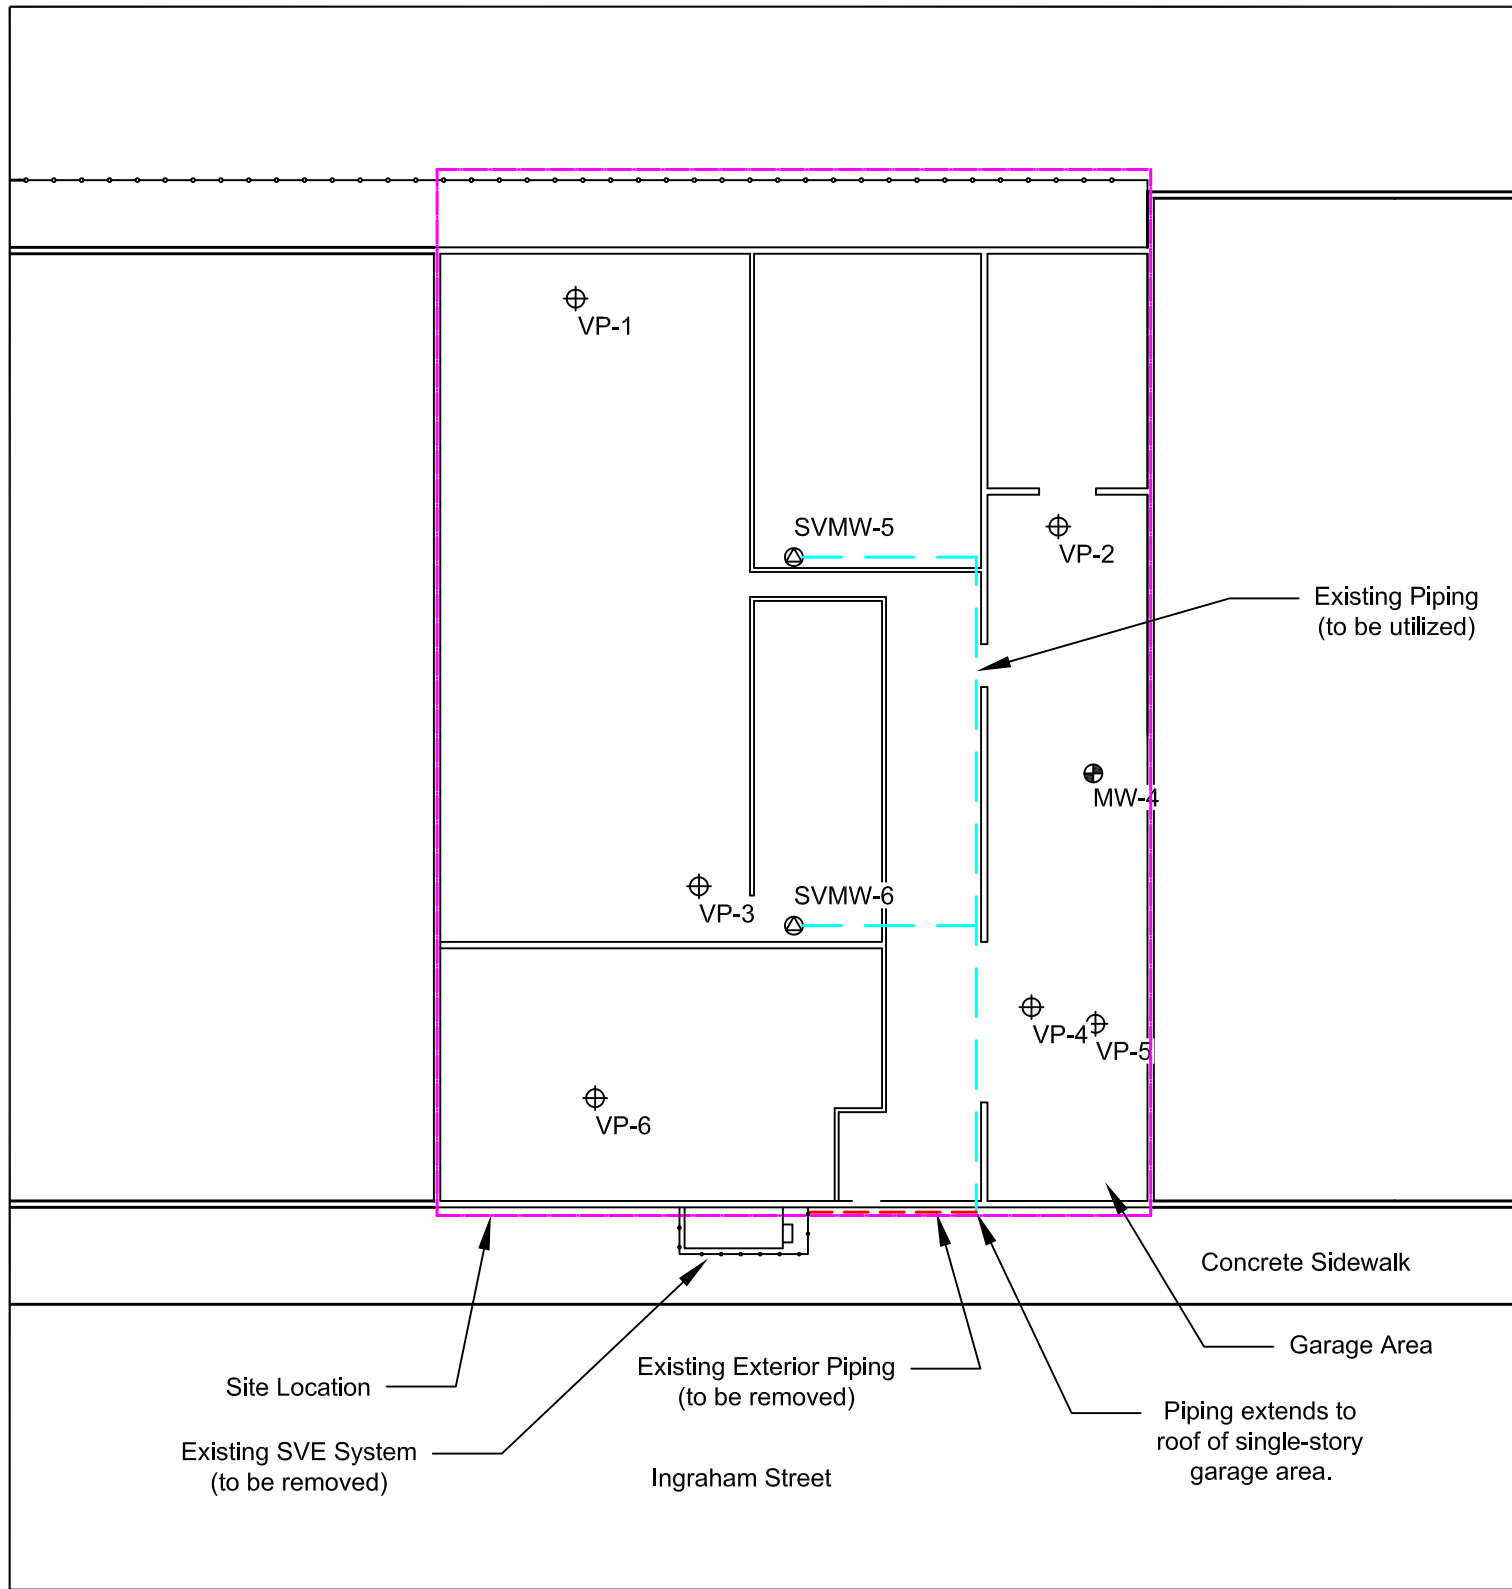 VP-1
SVMW-5
VP-2
Existing Piping
(to be utilized)
MW-4
SVMW-6
VP-3
VP-4
VP-5
VP-6
Concrete Sidewalk
Garage Area
Existing Exterior Piping
(to be removed)
Site Location
Piping extends to
roof of single-story
garage area.
Existing SVE System
(to be removed)
Ingraham Street